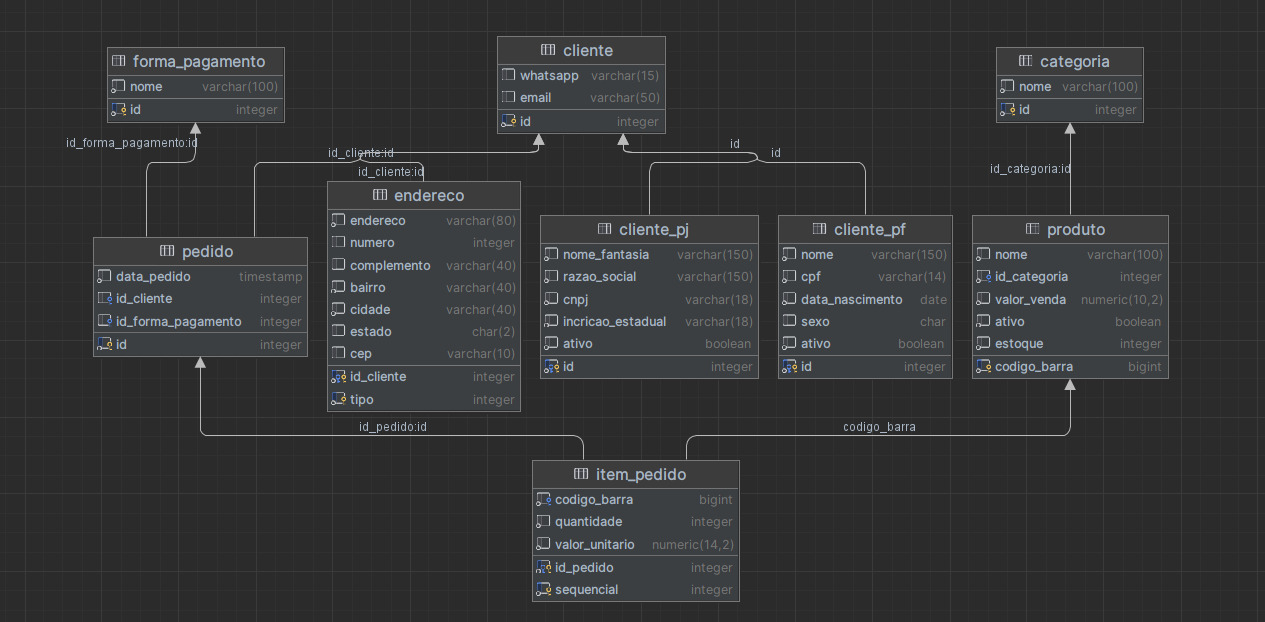 forma_pagamento
nome varchar(100)
id integer
cliente
whatsapp varchar(15)
email varchar(50)
id integer
categoria
nome varchar(100)
id integer
id_forma_pagamento:id
id_cliente:id
id_cliente:id
id
id
id_categoria:id
pedido
data_pedido timestamp
id_cliente integer
id_forma_pagamento integer
id integer
endereco
endereco varchar(80)
numero integer
complemento varchar(40)
bairro varchar(40)
cidade varchar(40)
estado char(2)
cep varchar(10)
id_cliente integer
tipo integer
cliente_pj
nome_fantasia varchar(150)
razao_social varchar(150)
cnpj varchar(18)
incricao_estadual varchar(18)
ativo boolean
id integer
cliente_pf
nome varchar(150)
cpf varchar(14)
data_nascimento date
sexo char
ativo boolean
id integer
produto
nome varchar(100)
id_categoria integer
valor_venda numeric(10,2)
ativo boolean
estoque integer
codigo_barra bigint
id_pedido:id
codigo_barra
item_pedido
codigo_barra bigint
quantidade integer
valor_unitario numeric(14,2)
id_pedido integer
sequencial integer